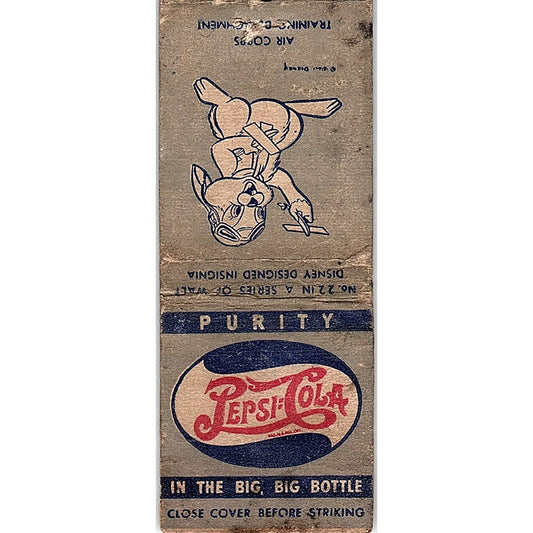 TRAINING DETACHMENT
AIR CORPS
© Walt Disney
DISNEY DESIGNED INSIGNIA
No. 22 IN A SERIES OF WALT
PURITY
PEPSI-COLA
IN THE BIG, BIG BOTTLE
CLOSE COVER BEFORE STRIKING